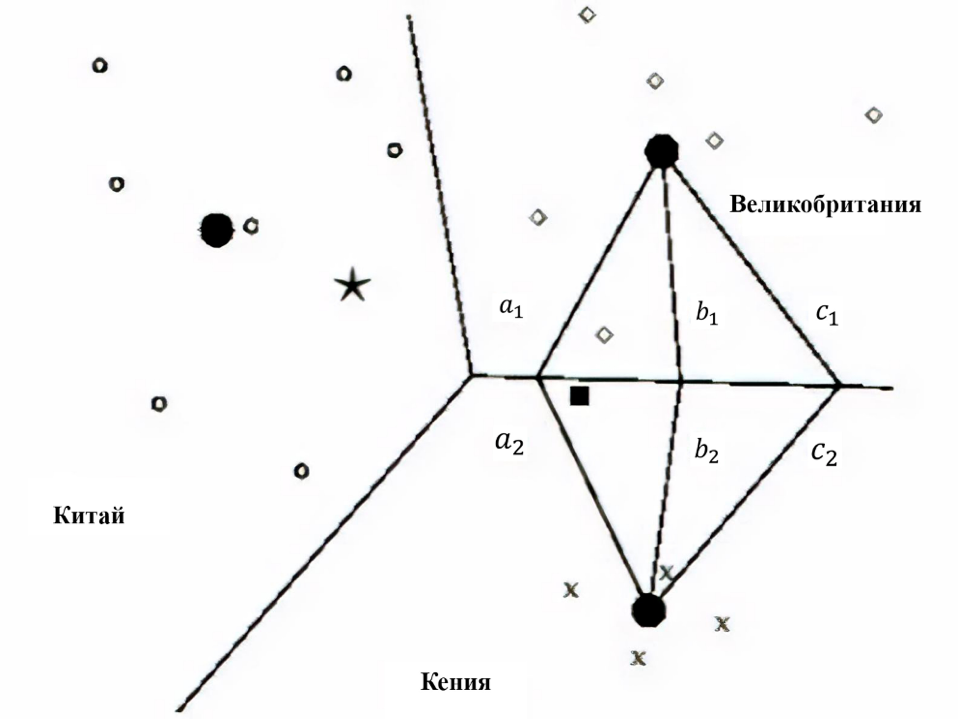 Великобритания
a₁ b₁ c₁
a₂ b₂ c₂
Китай
x
x x
x
Кения